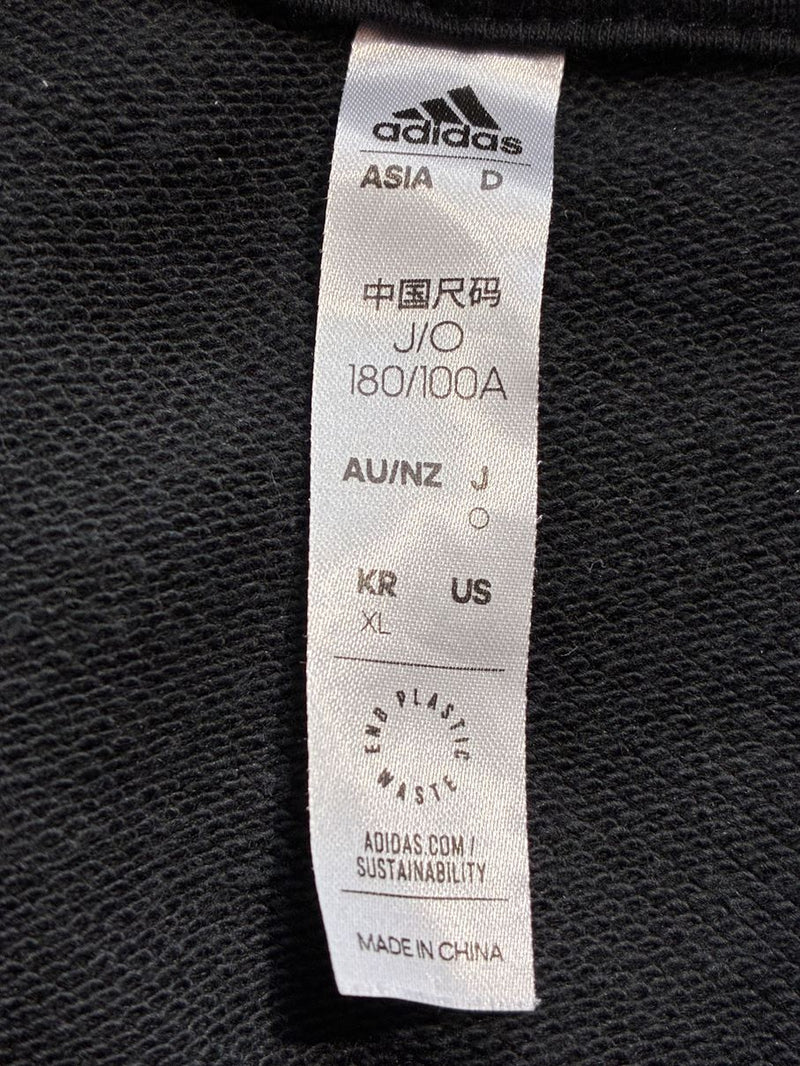 adidas
ASIA D
中国尺码
J/O
180/100A
AU/NZ J
O
KR US
XL
END PLASTIC WASTE
ADIDAS.COM /
SUSTAINABILITY
MADE IN CHINA